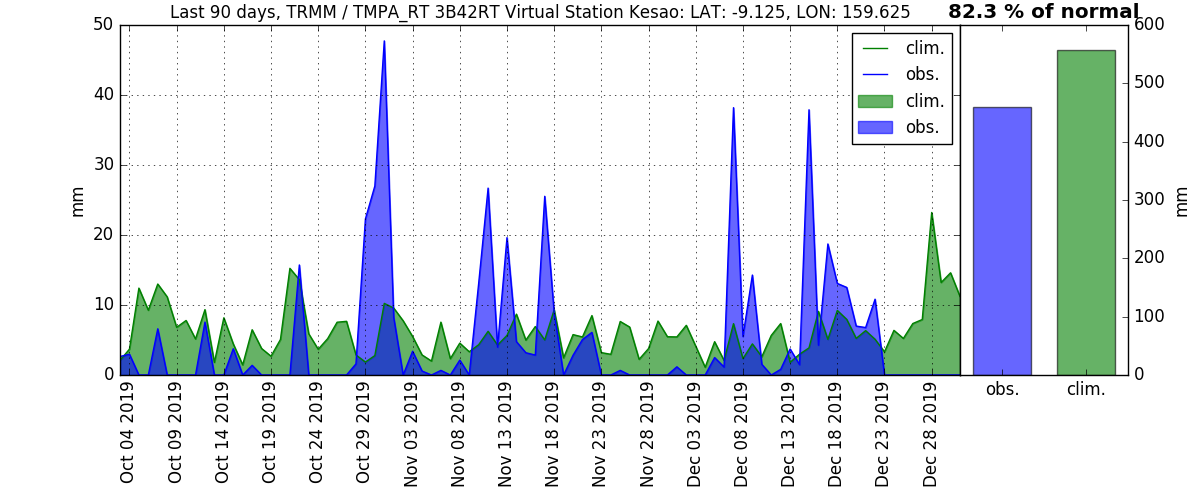 Last 90 days, TRMM / TMPA_RT 3B42RT Virtual Station Kesao: LAT: -9.125, LON: 159.625
82.3 % of normal
50
40
30
20
10
0
mm
clim.
obs.
clim.
obs.
600
500
400
300
200
100
0
mm
obs.
clim.
Oct 04 2019
Oct 09 2019
Oct 14 2019
Oct 19 2019
Oct 24 2019
Oct 29 2019
Nov 03 2019
Nov 08 2019
Nov 13 2019
Nov 18 2019
Nov 23 2019
Nov 28 2019
Dec 03 2019
Dec 08 2019
Dec 13 2019
Dec 18 2019
Dec 23 2019
Dec 28 2019